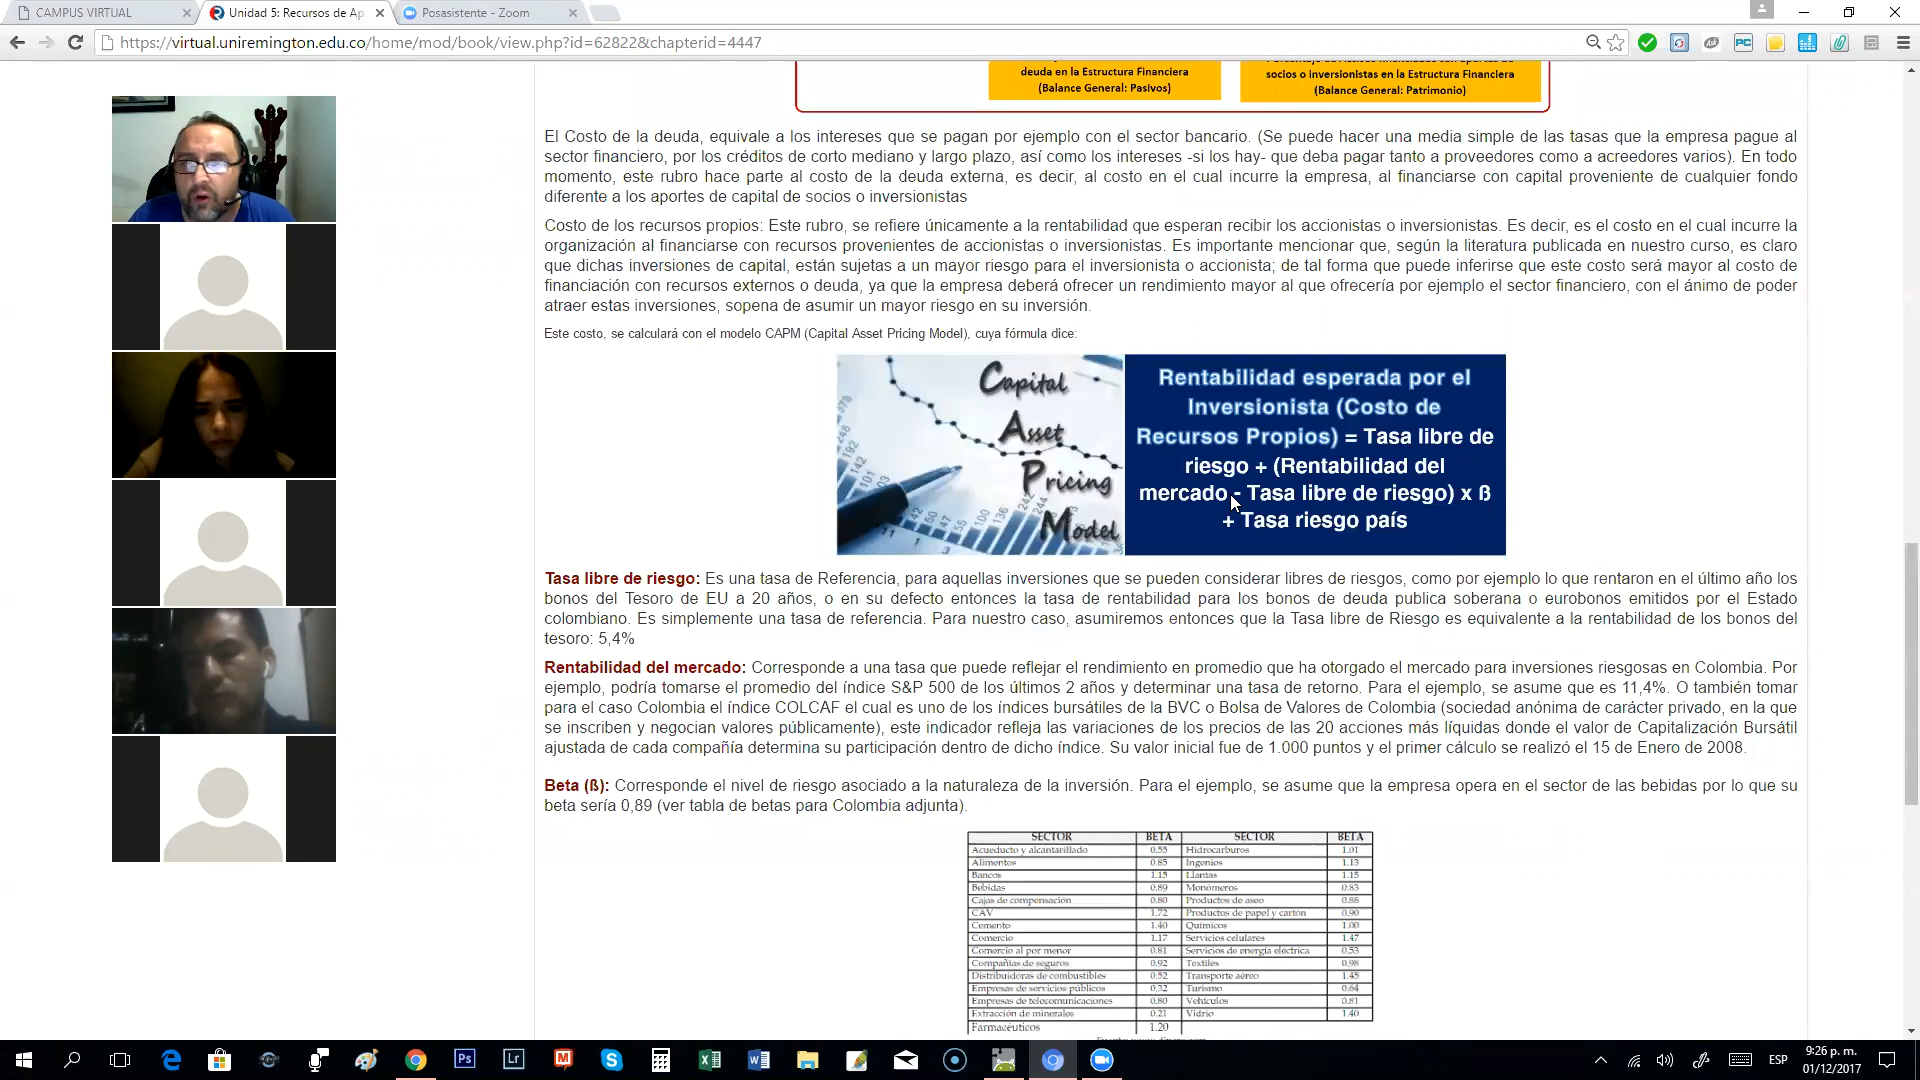 CAMPUS VIRTUAL
Unidad 5: Recursos de Ap
Posasistente - Zoom
https://virtual.uniremington.edu.co/home/mod/book/view.php?id=62822&chapterid=4447
deuda en la Estructura Financiera
(Balance General: Pasivos)
socios o inversionistas en la Estructura Financiera
(Balance General: Patrimonio)
El Costo de la deuda, equivale a los intereses que se pagan por ejemplo con el sector bancario. (Se puede hacer una media simple de las tasas que la empresa pague al
sector financiero, por los créditos de corto mediano y largo plazo, así como los intereses -si los hay- que deba pagar tanto a proveedores como a acreedores varios). En todo
momento, este rubro hace parte al costo de la deuda externa, es decir, al costo en el cual incurre la empresa, al financiarse con capital proveniente de cualquier fondo
diferente a los aportes de capital de socios o inversionistas
Costo de los recursos propios: Este rubro, se refiere únicamente a la rentabilidad que esperan recibir los accionistas o inversionistas. Es decir, es el costo en el cual incurre la
organización al financiarse con recursos provenientes de accionistas o inversionistas. Es importante mencionar que, según la literatura publicada en nuestro curso, es claro
que dichas inversiones de capital, están sujetas a un mayor riesgo para el inversionista o accionista; de tal forma que puede inferirse que este costo será mayor al costo de
financiación con recursos externos o deuda, ya que la empresa deberá ofrecer un rendimiento mayor al que ofrecería por ejemplo el sector financiero, con el ánimo de poder
atraer estas inversiones, sopena de asumir un mayor riesgo en su inversión.
Este costo, se calculará con el modelo CAPM (Capital Asset Pricing Model), cuya fórmula dice:
Capital
Asset
Pricing
Model
Rentabilidad esperada por el
Inversionista (Costo de
Recursos Propios) = Tasa libre de
riesgo + (Rentabilidad del
mercado - Tasa libre de riesgo) x ß
+ Tasa riesgo país
Tasa libre de riesgo: Es una tasa de Referencia, para aquellas inversiones que se pueden considerar libres de riesgos, como por ejemplo lo que rentaron en el último año los
bonos del Tesoro de EU a 20 años, o en su defecto entonces la tasa de rentabilidad para los bonos de deuda publica soberana o eurobonos emitidos por el Estado
colombiano. Es simplemente una tasa de referencia. Para nuestro caso, asumiremos entonces que la Tasa libre de Riesgo es equivalente a la rentabilidad de los bonos del
tesoro: 5,4%
Rentabilidad del mercado: Corresponde a una tasa que puede reflejar el rendimiento en promedio que ha otorgado el mercado para inversiones riesgosas en Colombia. Por
ejemplo, podría tomarse el promedio del índice S&P 500 de los últimos 2 años y determinar una tasa de retorno. Para el ejemplo, se asume que es 11,4%. O también tomar
para el caso Colombia el índice COLCAF el cual es uno de los índices bursátiles de la BVC o Bolsa de Valores de Colombia (sociedad anónima de carácter privado, en la que
se inscriben y negocian valores públicamente), este indicador refleja las variaciones de los precios de las 20 acciones más líquidas donde el valor de Capitalización Bursátil
ajustada de cada compañía determina su participación dentro de dicho índice. Su valor inicial fue de 1.000 puntos y el primer cálculo se realizó el 15 de Enero de 2008.
Beta (ß): Corresponde el nivel de riesgo asociado a la naturaleza de la inversión. Para el ejemplo, se asume que la empresa opera en el sector de las bebidas por lo que su
beta sería 0,89 (ver tabla de betas para Colombia adjunta).
SECTOR BETA SECTOR BETA
Acueducto y alcantarillado 0.55 Hidrocarburos 1.01
Alimentos 0.85 Ingenios 1.13
Bancos 1.15 Llantas 1.15
Bebidas 0.89 Monómeros 0.83
Cajas de compensación 0.80 Productos de aseo 0.88
CAV 1.72 Productos de papel y cartón 0.90
Cemento 1.40 Químicos 1.00
Comercio 1.17 Servicios celulares 1.47
Comercio al por menor 0.81 Servicios de energía eléctrica 0.53
Compañías de seguros 0.92 Textiles 0.98
Distribuidoras de combustibles 0.52 Transporte aéreo 1.45
Empresas de servicios públicos 0.32 Turismo 0.64
Empresas de telecomunicaciones 0.80 Vehículos 0.81
Extracción de minerales 0.21 Vidrio 1.40
Farmacéuticos 1.20
ESP
9:26 p. m.
01/12/2017